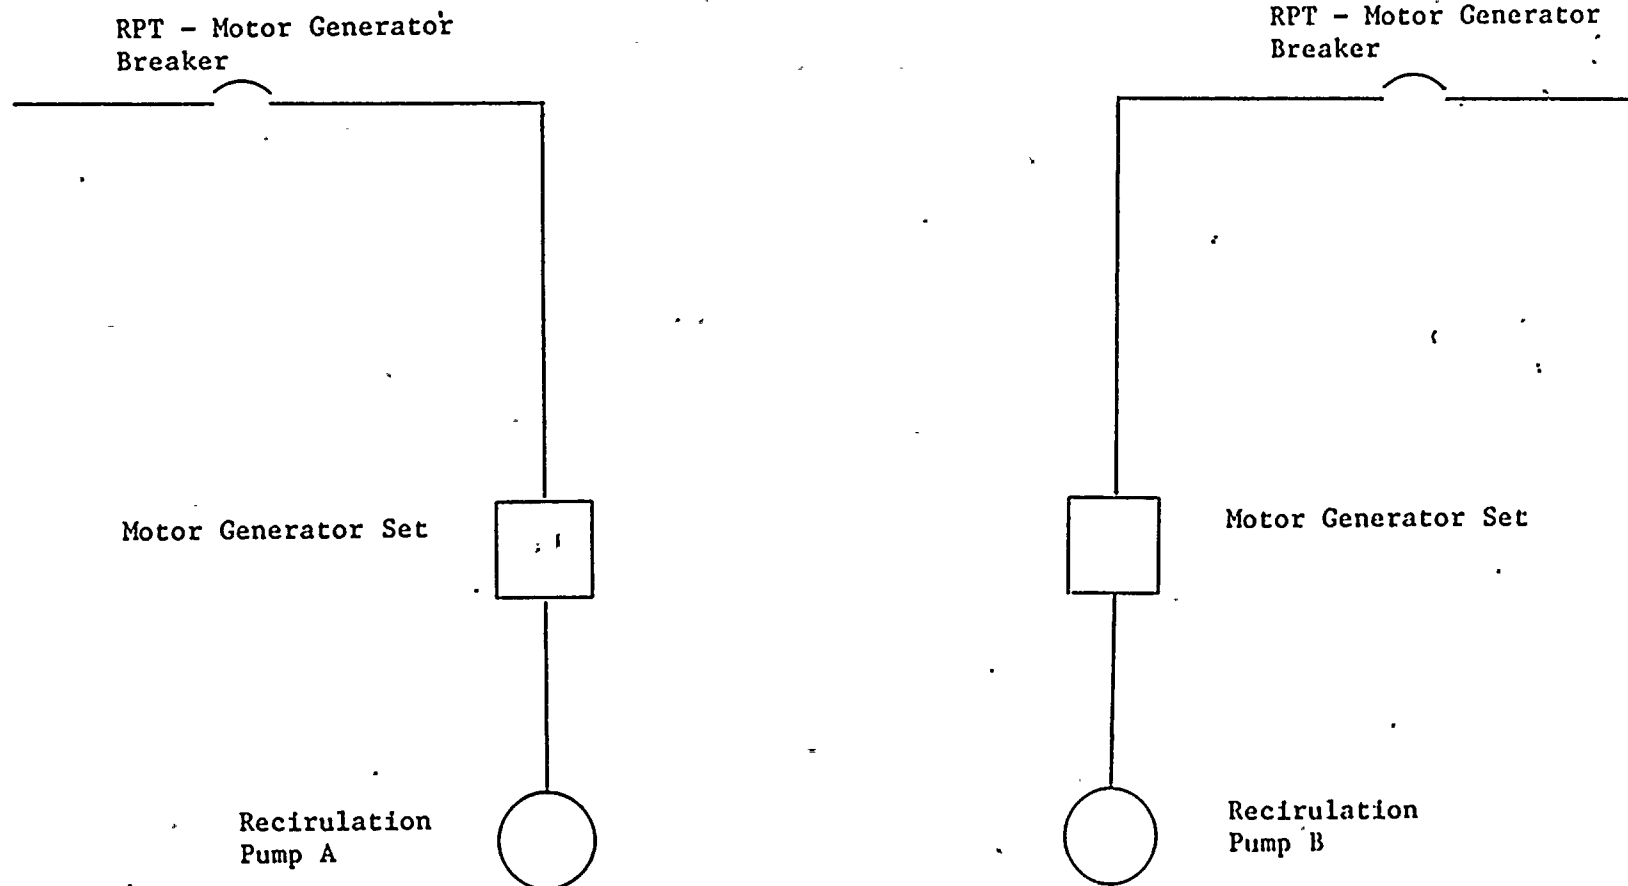 RPT - Motor Generator
Breaker
RPT - Motor Generator
Breaker
Motor Generator Set
Motor Generator Set
Recirulation
Pump A
Recirulation
Pump B